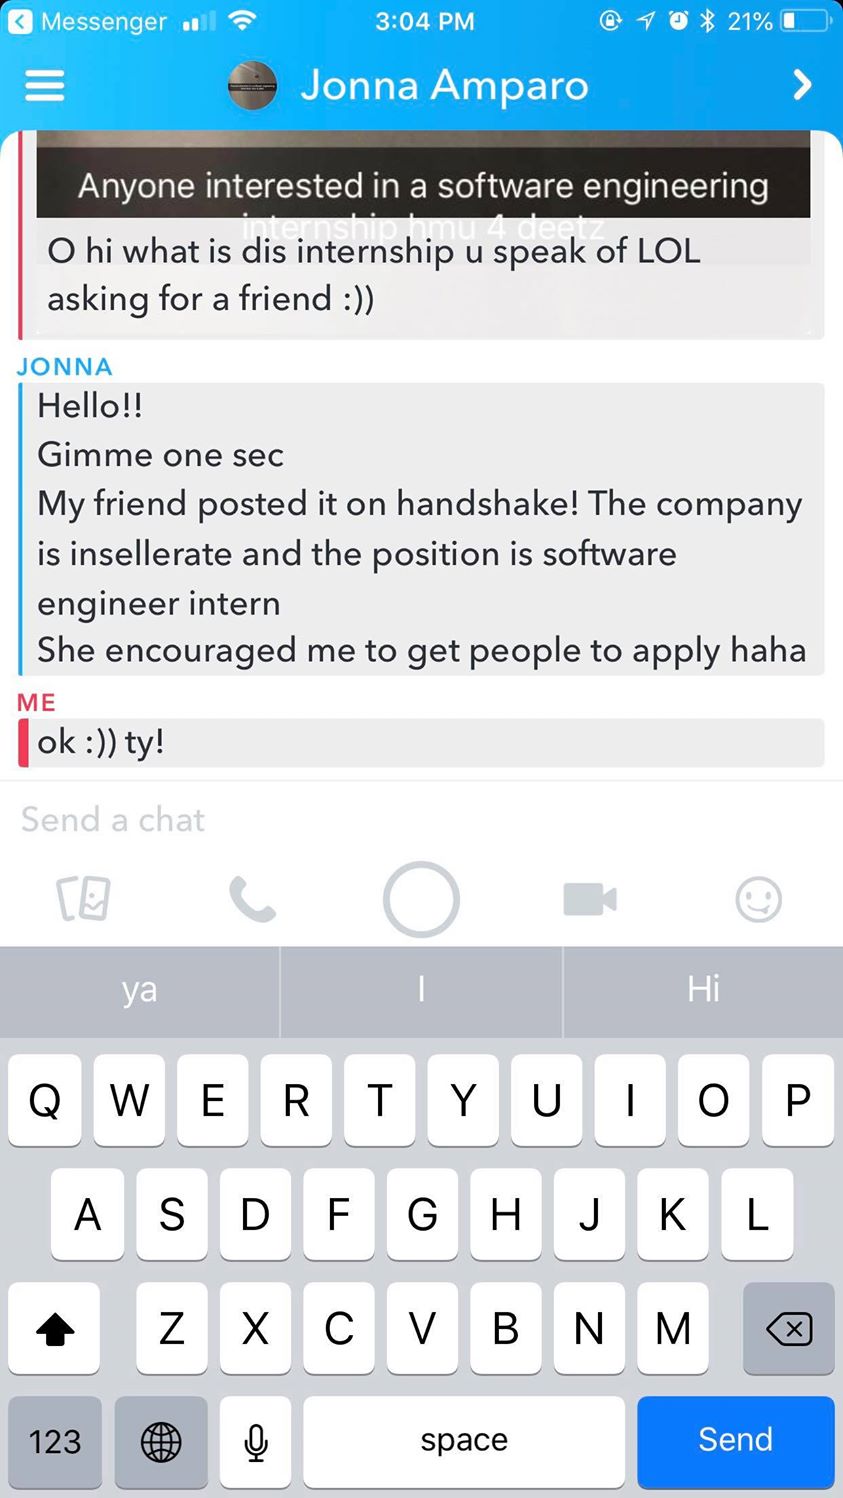 Messenger
3:04 PM
21%
Jonna Amparo
Anyone interested in a software engineering
internship hmu 4 deetz
O hi what is dis internship u speak of LOL
asking for a friend :))
JONNA
Hello!!
Gimme one sec
My friend posted it on handshake! The company
is insellerate and the position is software
engineer intern
She encouraged me to get people to apply haha
ME
ok :)) ty!
Send a chat
ya I Hi
Q W E R T Y U I O P
A S D F G H J K L
Z X C V B N M
123 space Send